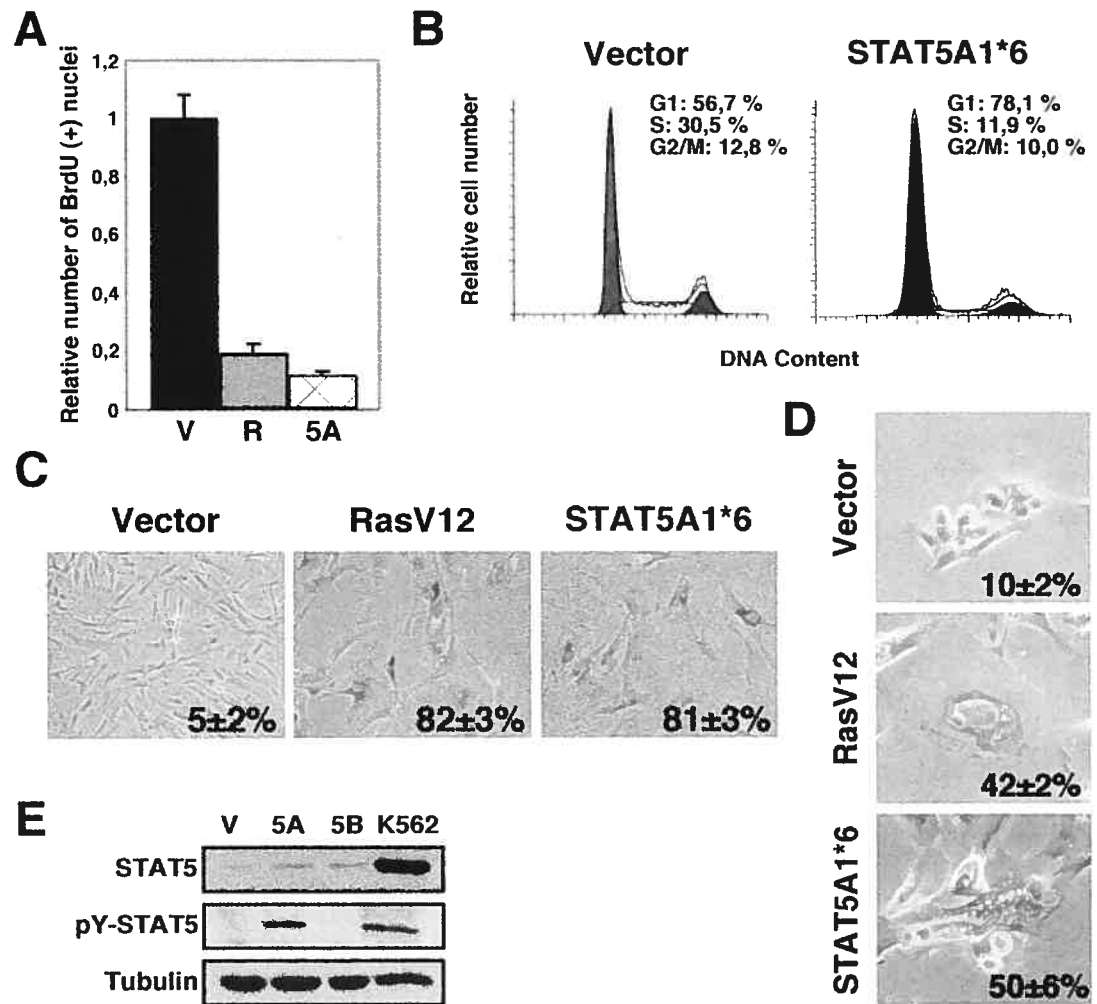 A
Relative number of BrdU (+) nuclei
1,2
1
0,8
0,6
0,4
0,2
0
V R 5A
B
Vector
G1: 56,7 %
S: 30,5 %
G2/M: 12,8 %
STAT5A1*6
G1: 78,1 %
S: 11,9 %
G2/M: 10,0 %
Relative cell number
DNA Content
C
Vector
RasV12
STAT5A1*6
5±2%
82±3%
81±3%
D
Vector
10±2%
RasV12
42±2%
STAT5A1*6
50±6%
E
V 5A 5B K562
STAT5
pY-STAT5
Tubulin